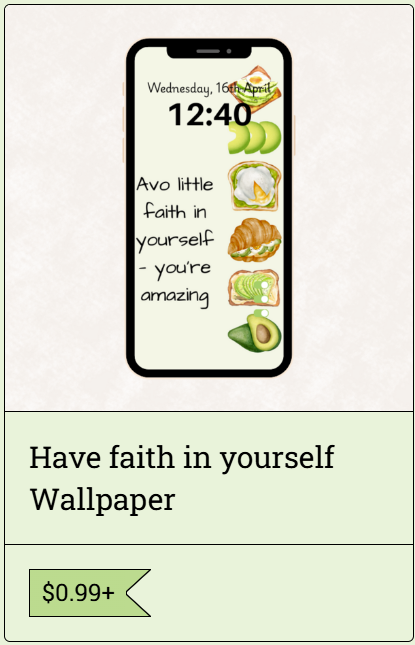 Wednesday, 16th April
12:40
Avo little
faith in
yourself
- you're
amazing
Have faith in yourself
Wallpaper
$0.99+